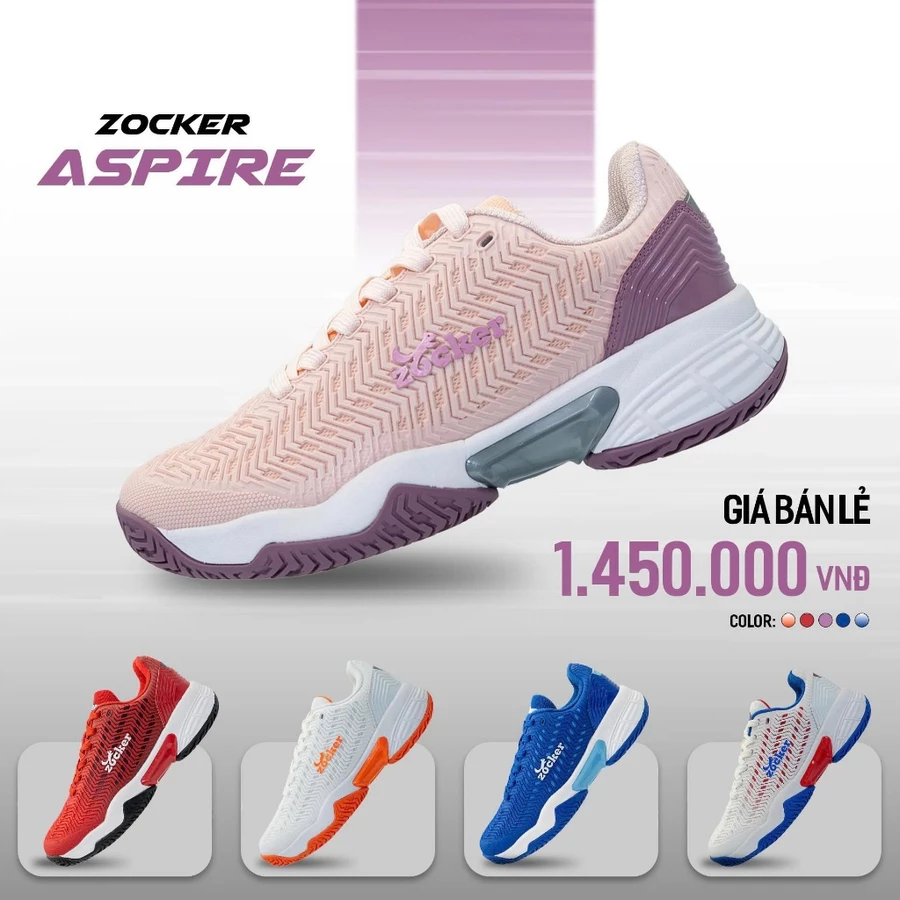 ZOCKER
ASPIRE
zocker
GIÁ BÁN LẺ
1.450.000 VNĐ
COLOR:
zocker
zocker
zocker
zocker